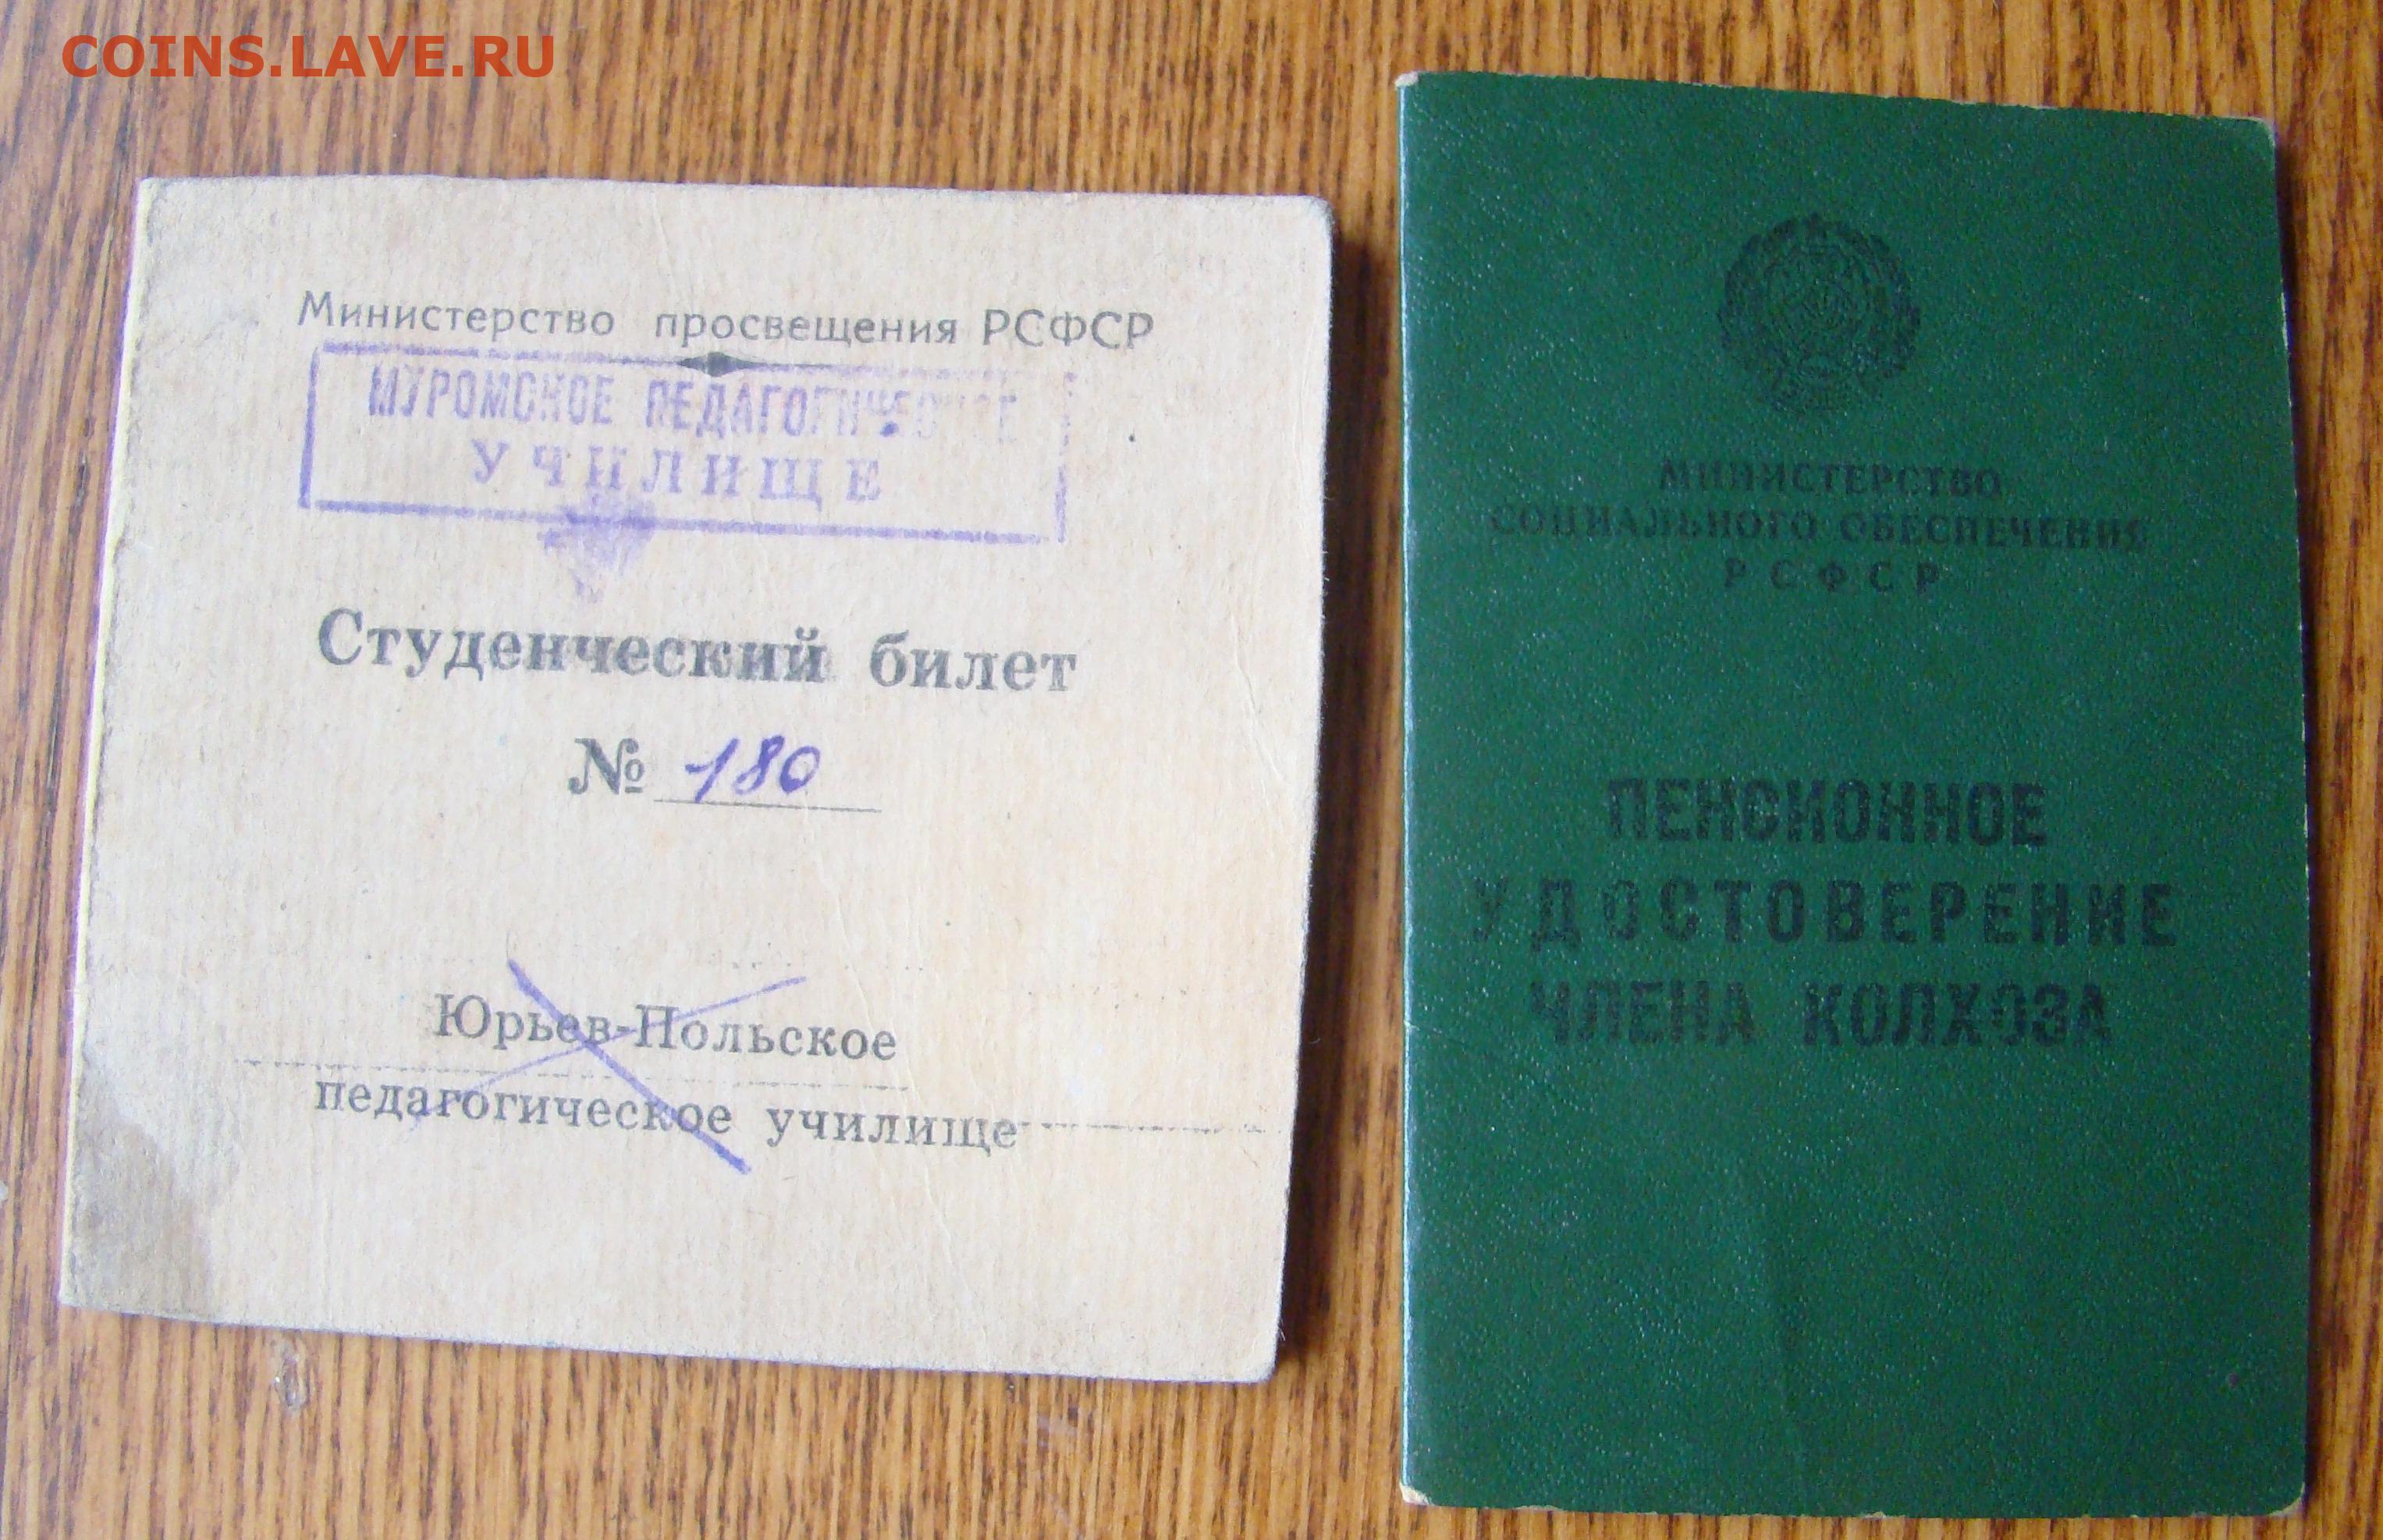 COINS.LAVE.RU
Министерство просвещения РСФСР
МУРОМСКОЕ ПЕДАГОГИЧЕСКОЕ
УЧИЛИЩЕ
Студенческий билет
№ 180
Юрьев-Польское
педагогическое училище
МИНИСТЕРСТВО
СОЦИАЛЬНОГО ОБЕСПЕЧЕНИЯ
РСФСР
ПЕНСИОННОЕ
УДОСТОВЕРЕНИЕ
ЧЛЕНА КОЛХОЗА